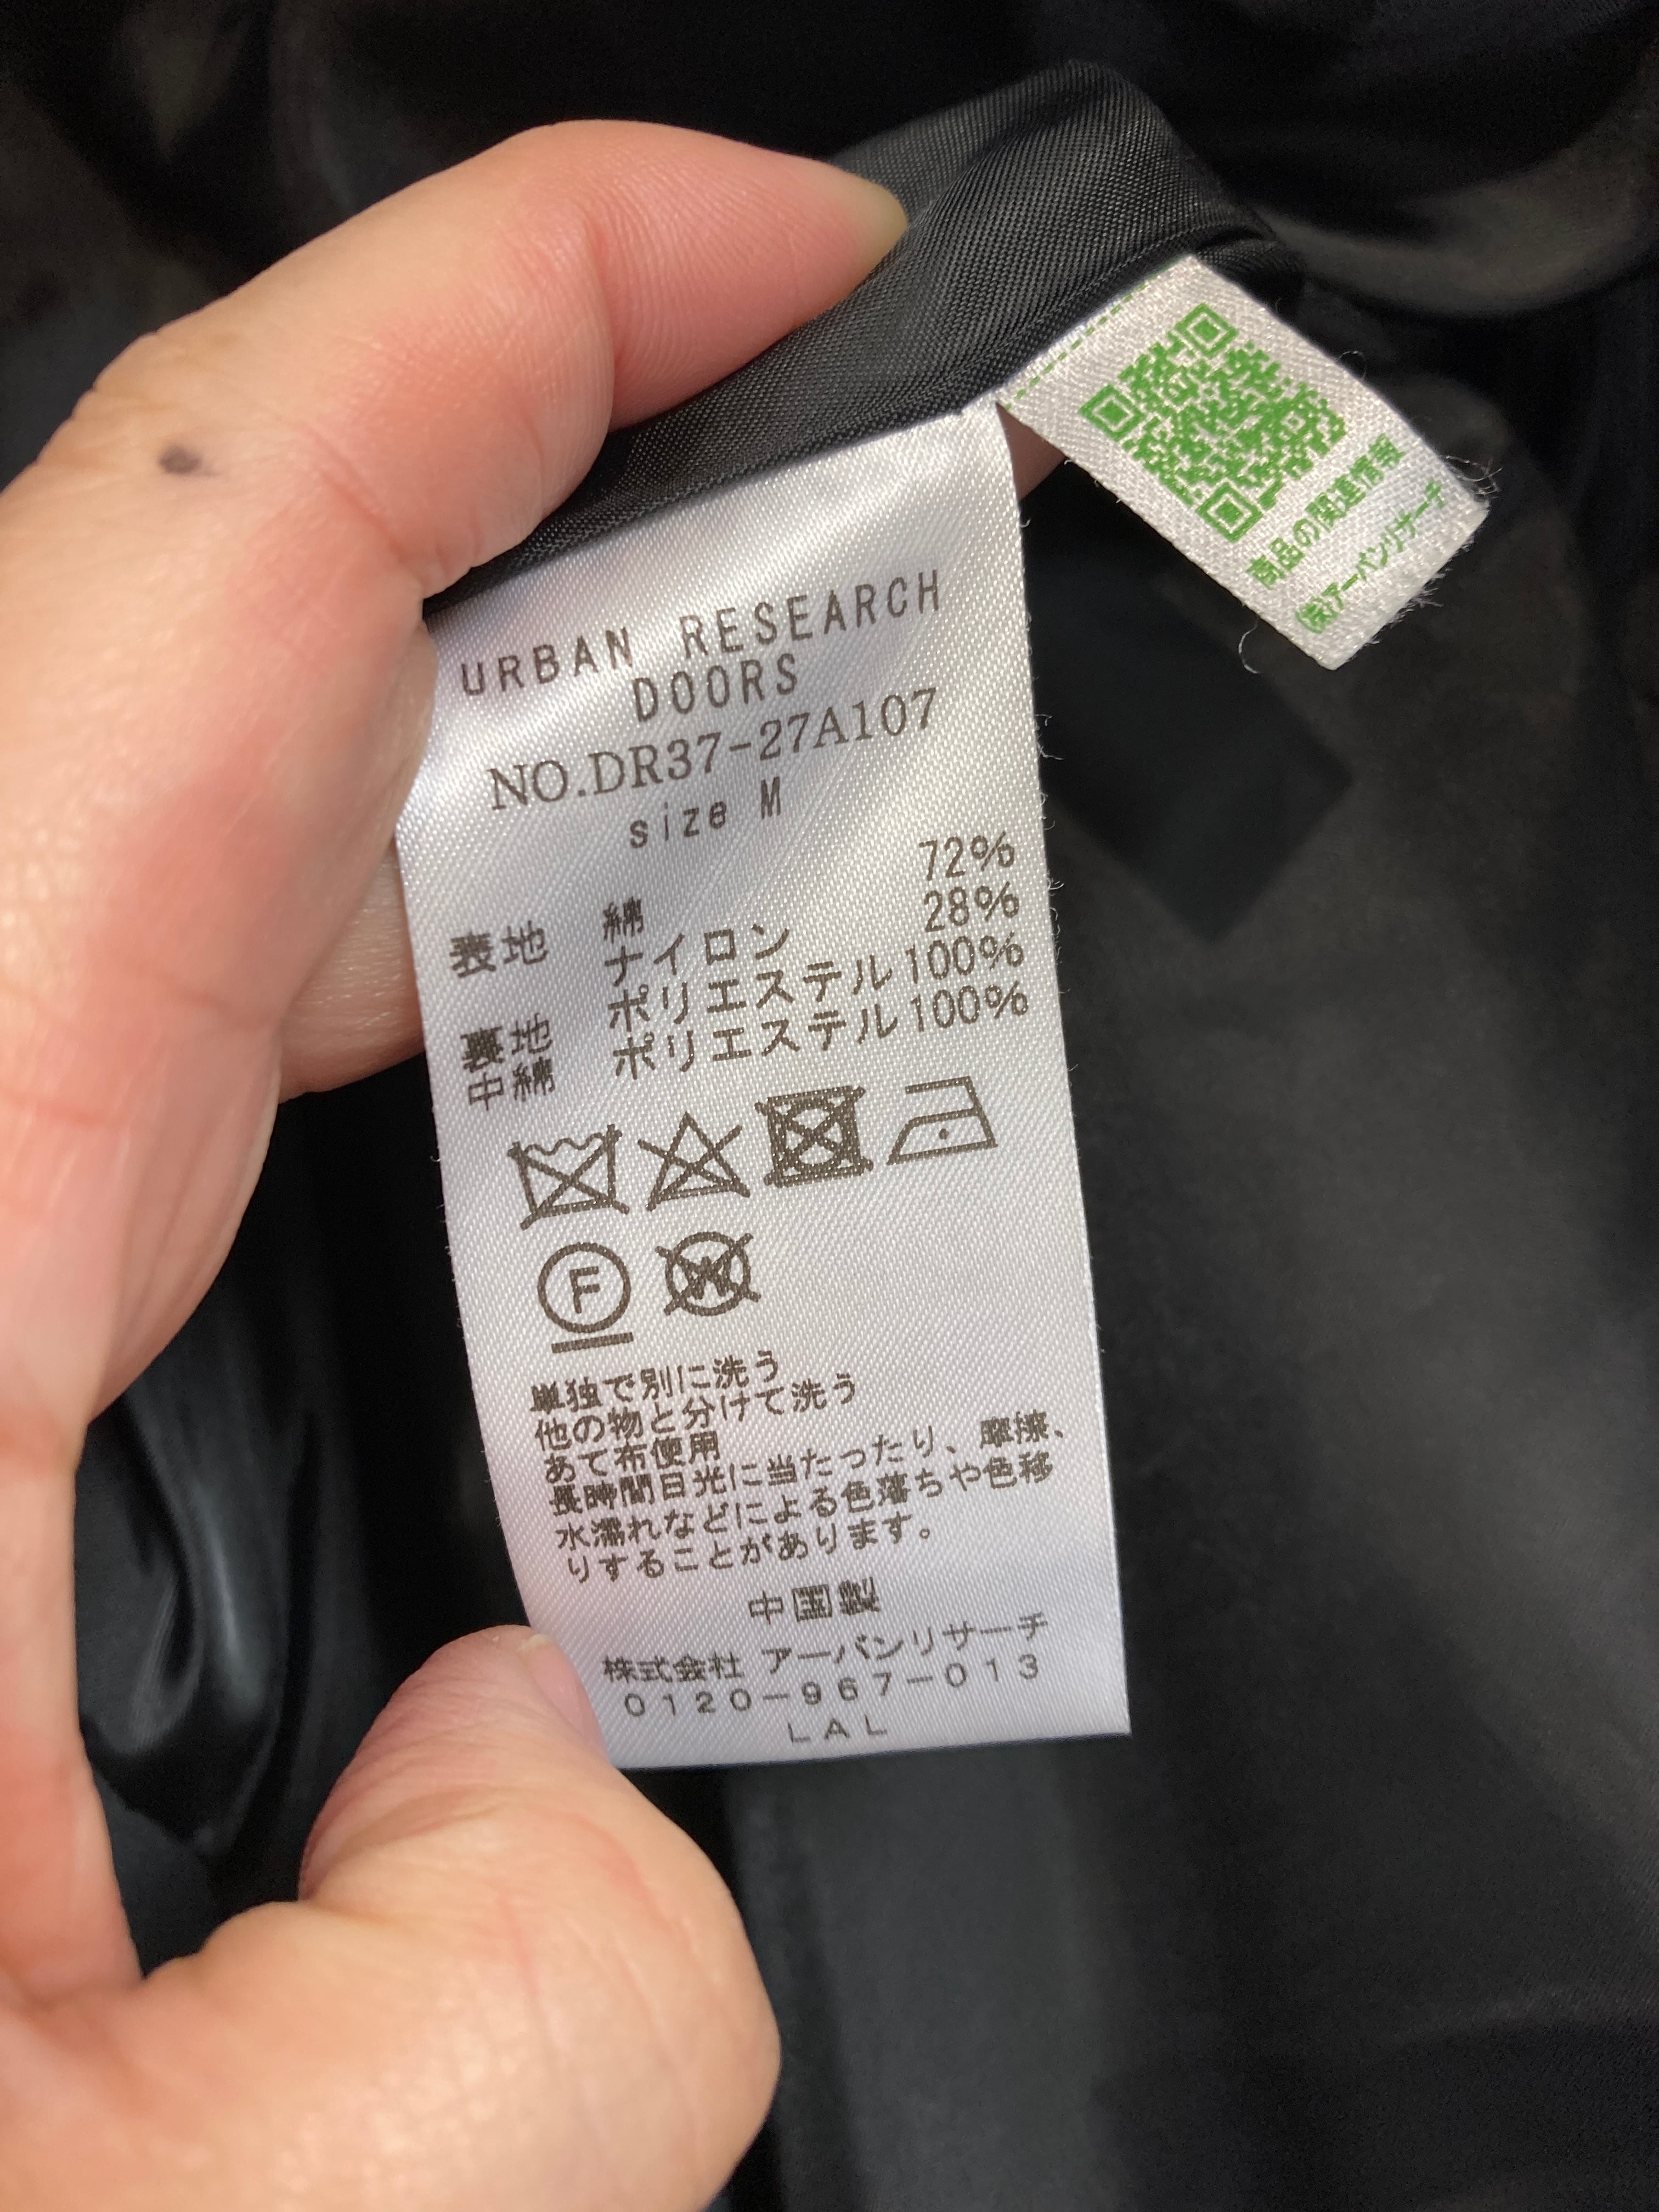 URBAN RESEARCH
DOORS
NO.DR37-27A107
size M
表地 綿 72%
ナイロン 28%
裏地 ポリエステル 100%
中綿 ポリエステル 100%
F
W
単独で別に洗う
他の物と分けて洗う
あて布使用
長時間日光に当たったり、摩擦、
水濡れなどによる色落ちや色移
りすることがあります。
中国製
株式会社 アーバンリサーチ
0120-967-013
LAL
商品の関連情報
(株)アーバンリサーチ